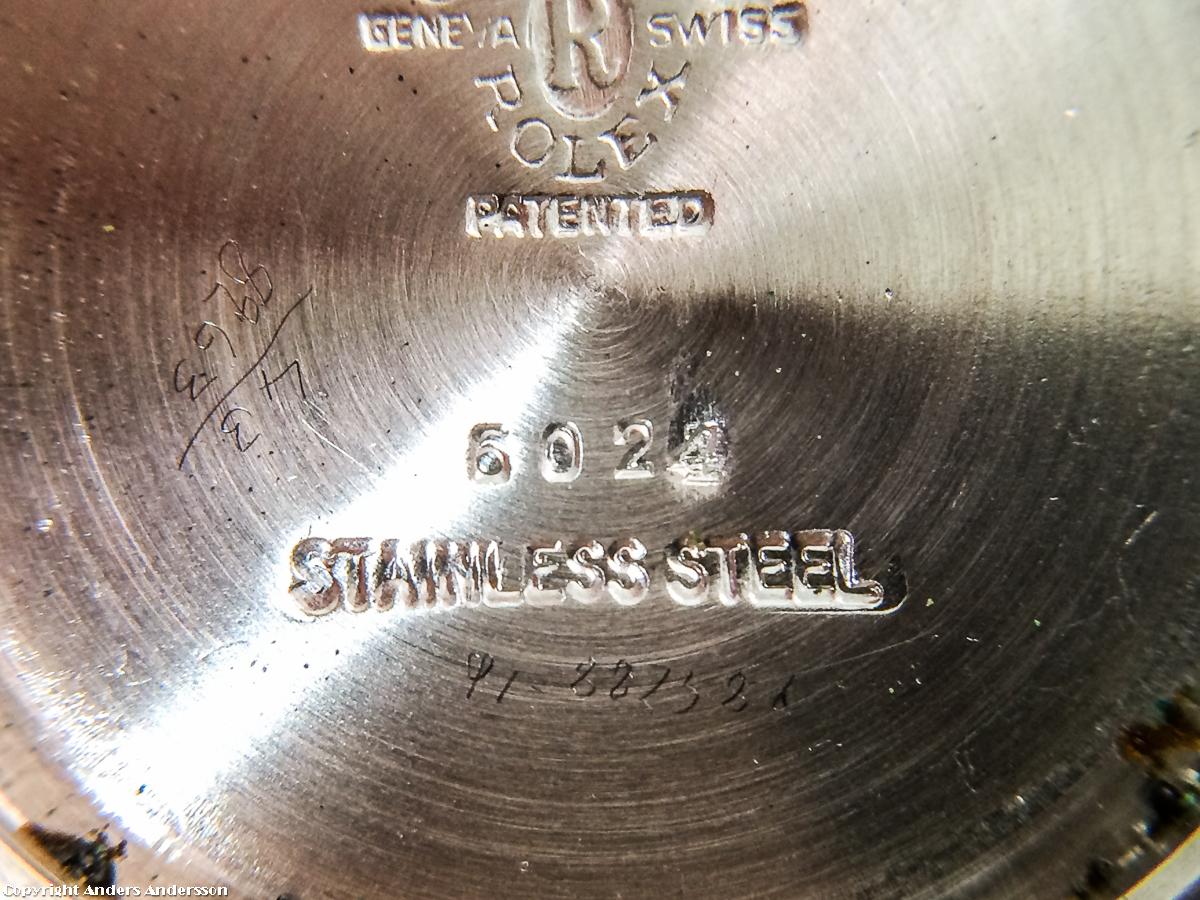 GENEVA R SWISS
ROLEX
PATENTED
6024
STAINLESS STEEL
Copyright Anders Andersson